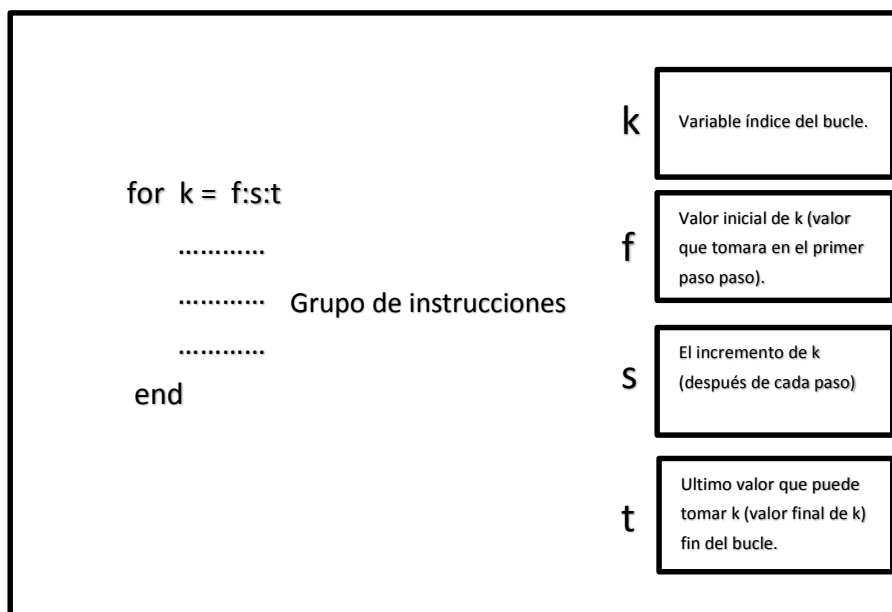 for k = f:s:t
............
............ Grupo de instrucciones
............
end
k
Variable índice del bucle.
f
Valor inicial de k (valor
que tomara en el primer
paso paso).
s
El incremento de k
(después de cada paso)
t
Ultimo valor que puede
tomar k (valor final de k)
fin del bucle.